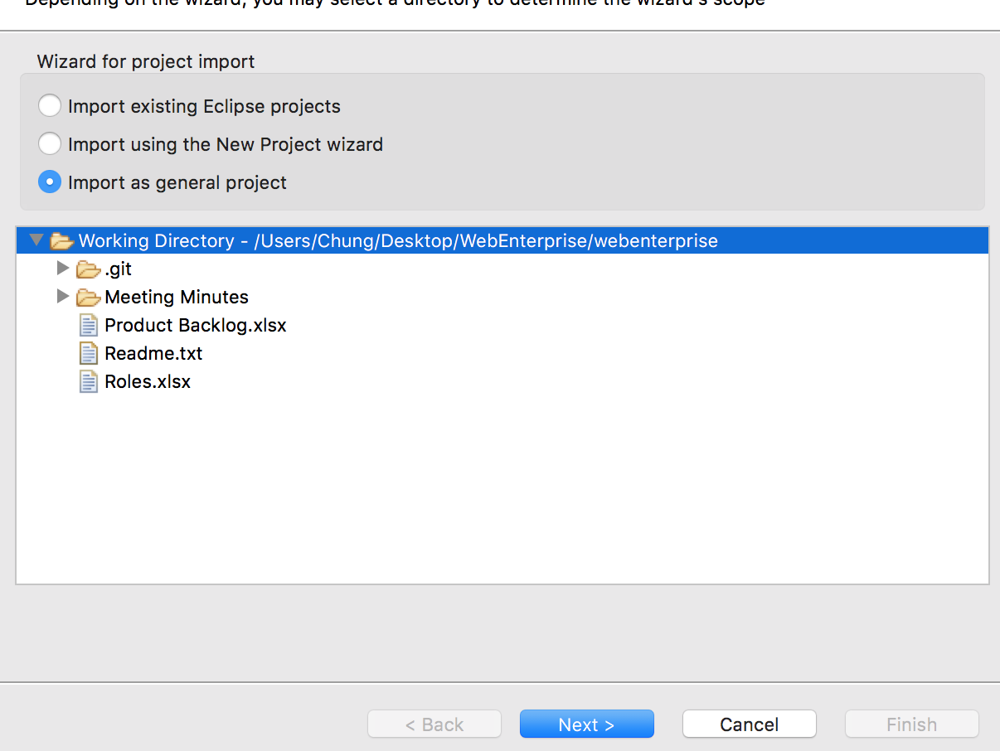 Depending on the wizard, you may select a directory to determine the wizard's scope
Wizard for project import
Import existing Eclipse projects
Import using the New Project wizard
Import as general project
Working Directory - /Users/Chung/Desktop/WebEnterprise/webenterprise
.git
Meeting Minutes
Product Backlog.xlsx
Readme.txt
Roles.xlsx
< Back
Next >
Cancel
Finish